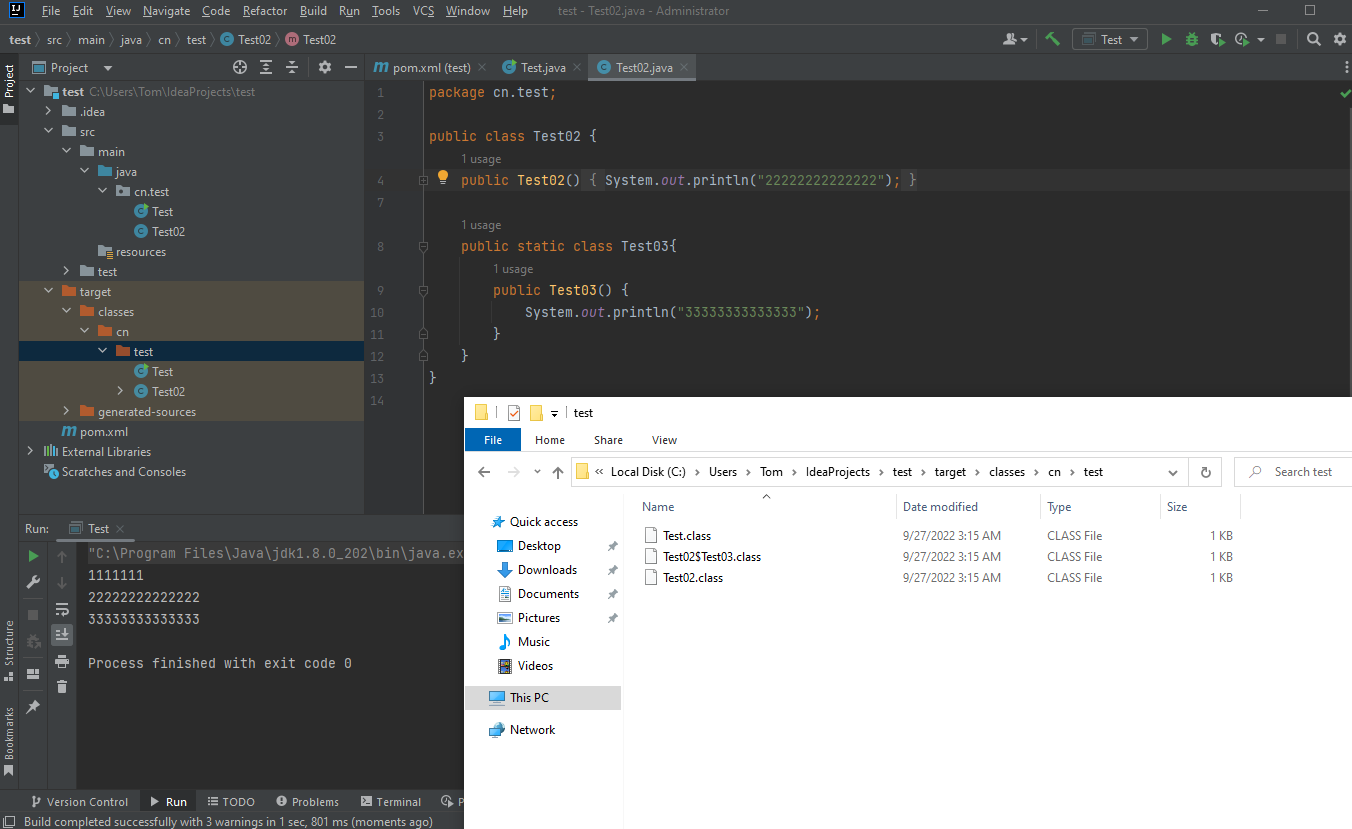 File Edit View Navigate Code Refactor Build Run Tools VCS Window Help test - Test02.java - Administrator
test src main java cn test Test02 Test02
Test
Project
pom.xml (test) Test.java Test02.java
Project
test C:\Users\Tom\IdeaProjects\test
.idea
src
main
java
cn.test
Test
Test02
resources
test
target
classes
cn
test
Test
Test02
generated-sources
pom.xml
External Libraries
Scratches and Consoles
1 package cn.test;
2
3 public class Test02 {
1 usage
4 public Test02() { System.out.println("22222222222222"); }
7
1 usage
8 public static class Test03{
1 usage
9 public Test03() {
10 System.out.println("33333333333333");
11 }
12 }
13 }
14
Run: Test
"C:\Program Files\Java\jdk1.8.0_202\bin\java.ex
1111111
22222222222222
33333333333333
Process finished with exit code 0
Structure
Bookmarks
Version Control Run TODO Problems Terminal P
Build completed successfully with 3 warnings in 1 sec, 801 ms (moments ago)
test
File Home Share View
« Local Disk (C:) Users Tom IdeaProjects test target classes cn test
Search test
Quick access
Desktop
Downloads
Documents
Pictures
Music
Videos
This PC
Network
Name Date modified Type Size
Test.class 9/27/2022 3:15 AM CLASS File 1 KB
Test02$Test03.class 9/27/2022 3:15 AM CLASS File 1 KB
Test02.class 9/27/2022 3:15 AM CLASS File 1 KB